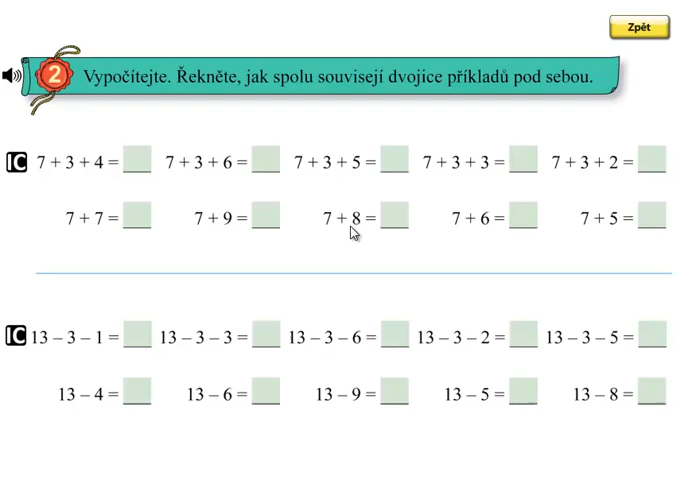 Zpět
2 Vypočítejte. Řekněte, jak spolu souvisejí dvojice příkladů pod sebou.
IC 7 + 3 + 4 = 7 + 3 + 6 = 7 + 3 + 5 = 7 + 3 + 3 = 7 + 3 + 2 =
7 + 7 = 7 + 9 = 7 + 8 = 7 + 6 = 7 + 5 =
IC 13 – 3 – 1 = 13 – 3 – 3 = 13 – 3 – 6 = 13 – 3 – 2 = 13 – 3 – 5 =
13 – 4 = 13 – 6 = 13 – 9 = 13 – 5 = 13 – 8 =